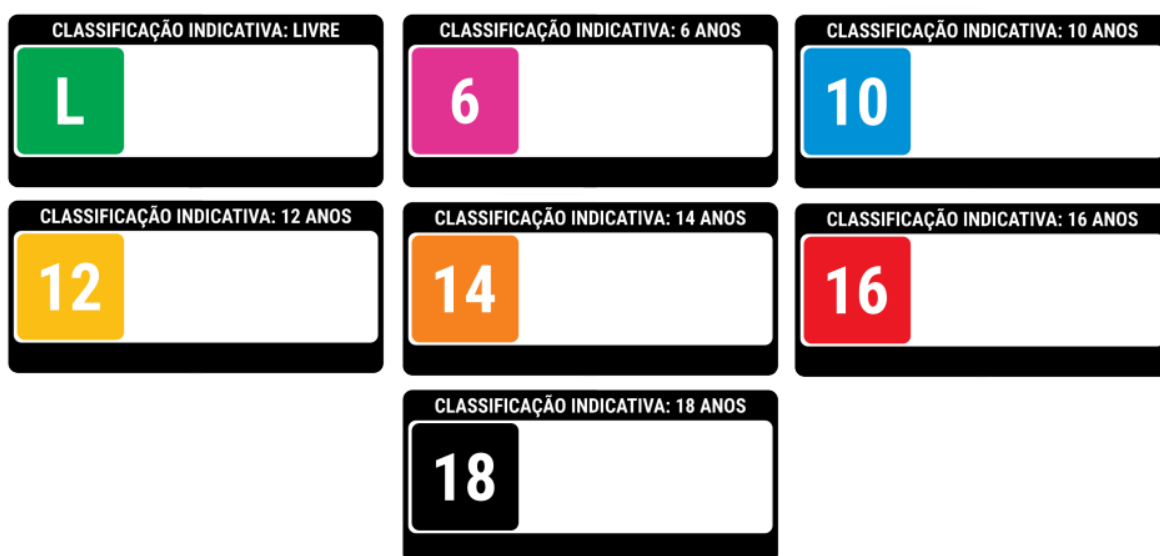 CLASSIFICAÇÃO INDICATIVA: LIVRE
L
CLASSIFICAÇÃO INDICATIVA: 6 ANOS
6
CLASSIFICAÇÃO INDICATIVA: 10 ANOS
10
CLASSIFICAÇÃO INDICATIVA: 12 ANOS
12
CLASSIFICAÇÃO INDICATIVA: 14 ANOS
14
CLASSIFICAÇÃO INDICATIVA: 16 ANOS
16
CLASSIFICAÇÃO INDICATIVA: 18 ANOS
18